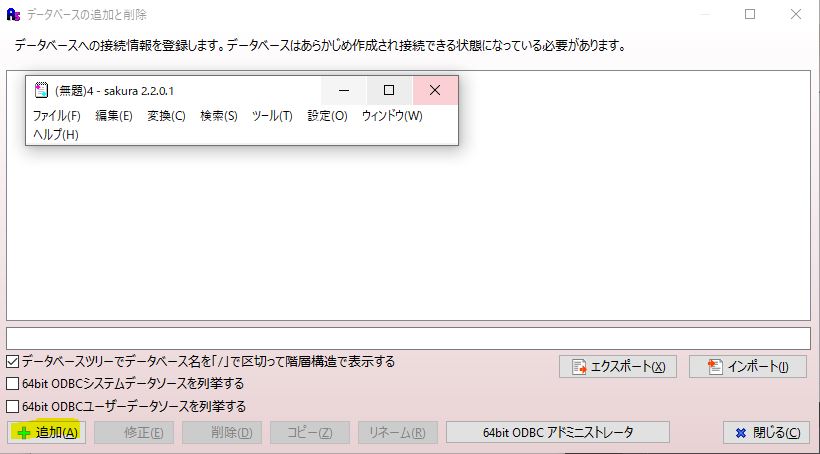 データベースの追加と削除
データベースへの接続情報を登録します。データベースはあらかじめ作成され接続できる状態になっている必要があります。
(無題)4 - sakura 2.2.0.1
ファイル(F) 編集(E) 変換(C) 検索(S) ツール(T) 設定(O) ウィンドウ(W)
ヘルプ(H)
データベースツリーでデータベース名を「/」で区切って階層構造で表示する
エクスポート(X) インポート(I)
64bit ODBCシステムデータソースを列挙する
64bit ODBCユーザーデータソースを列挙する
追加(A) 修正(E) 削除(D) コピー(Z) リネーム(R) 64bit ODBC アドミニストレータ 閉じる(C)